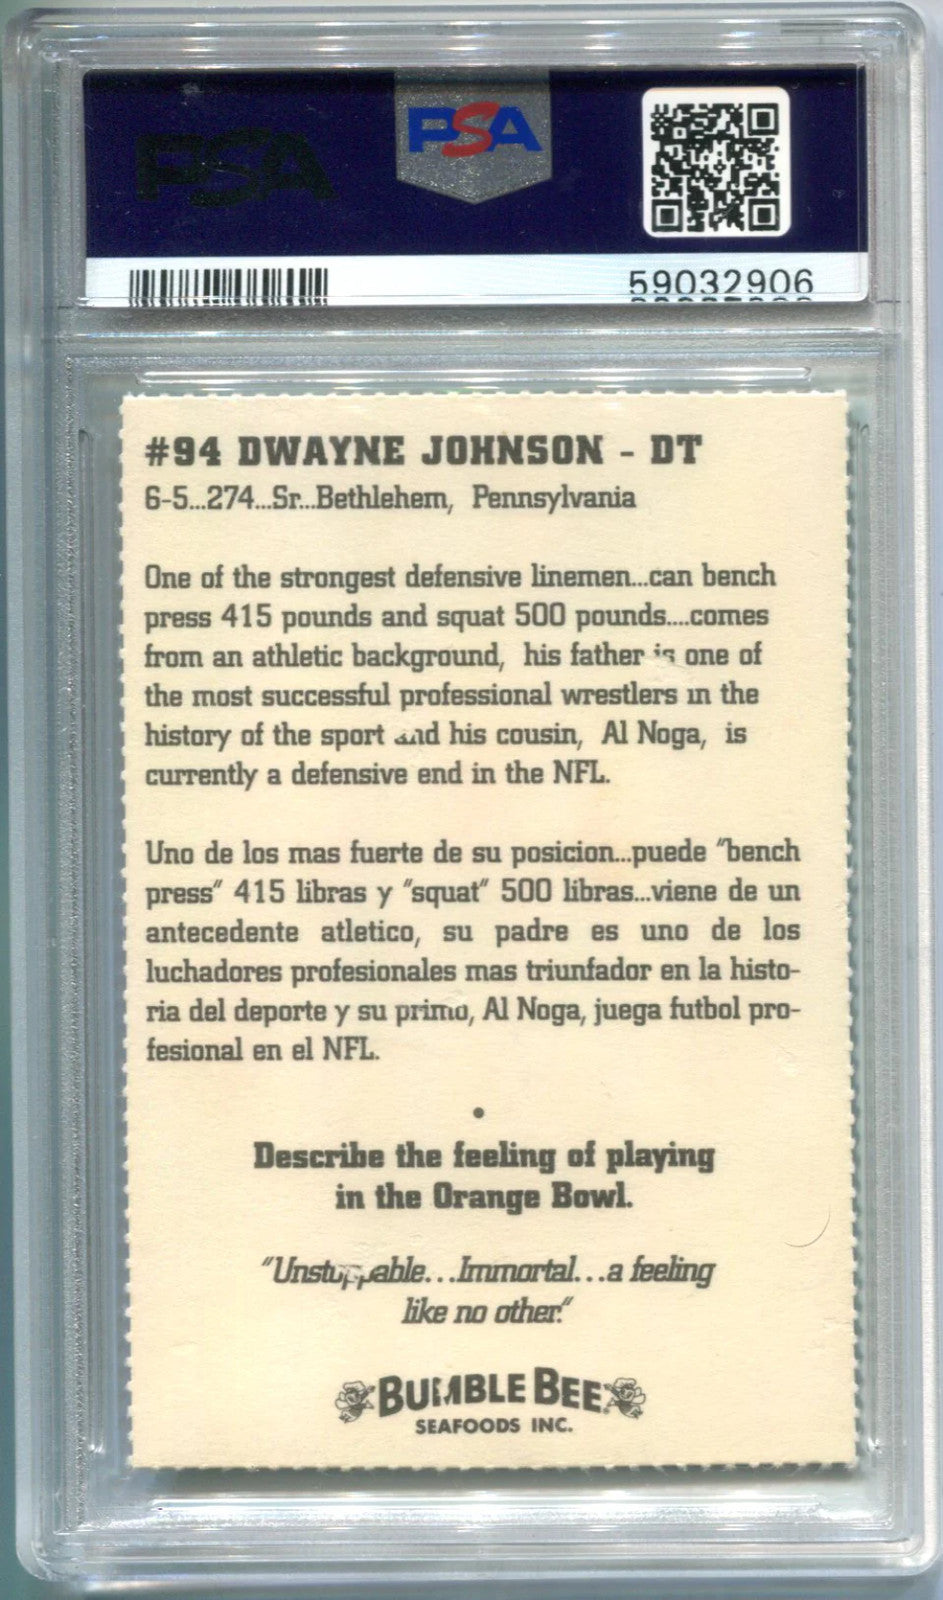 PSA
PSA
59032906
#94 DWAYNE JOHNSON - DT
6-5...274...Sr...Bethlehem, Pennsylvania
One of the strongest defensive linemen...can bench
press 415 pounds and squat 500 pounds....comes
from an athletic background, his father is one of
the most successful professional wrestlers in the
history of the sport and his cousin, Al Noga, is
currently a defensive end in the NFL.
Uno de los mas fuerte de su posicion...puede "bench
press" 415 libras y "squat" 500 libras...viene de un
antecedente atletico, su padre es uno de los
luchadores profesionales mas triunfador en la histo-
ria del deporte y su primo, Al Noga, juega futbol pro-
fesional en el NFL.
Describe the feeling of playing
in the Orange Bowl.
"Unstoppable...Immortal...a feeling
like no other."
BUMBLE BEE®
SEAFOODS INC.